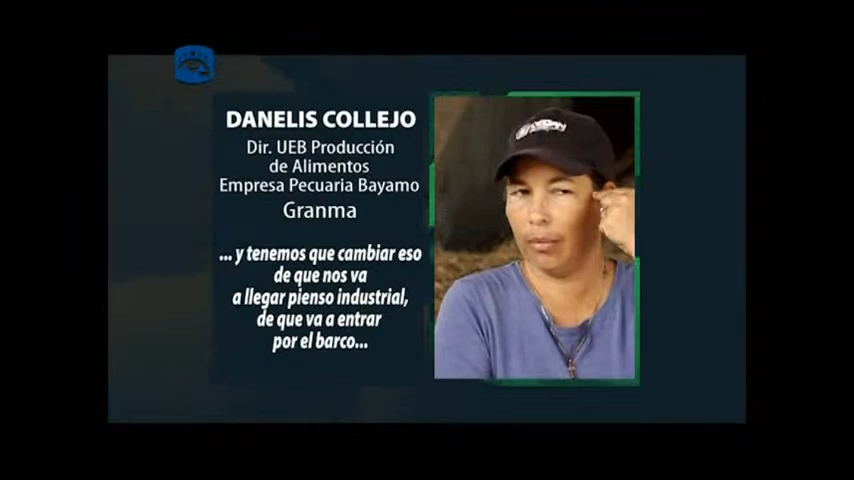 DANELIS COLLEJO
Dir. UEB Producción
de Alimentos
Empresa Pecuaria Bayamo
Granma
... y tenemos que cambiar eso
de que nos va
a llegar pienso industrial,
de que va a entrar
por el barco...